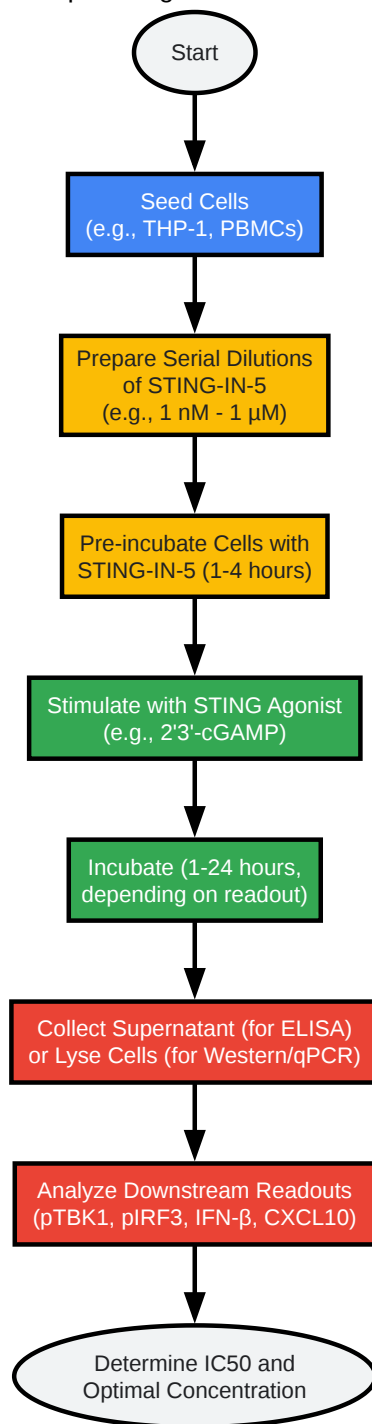 Start
Seed Cells
(e.g., THP-1, PBMCs)
Prepare Serial Dilutions
of STING-IN-5
(e.g., 1 nM - 1 µM)
Pre-incubate Cells with
STING-IN-5 (1-4 hours)
Stimulate with STING Agonist
(e.g., 2'3'-cGAMP)
Incubate (1-24 hours,
depending on readout)
Collect Supernatant (for ELISA)
or Lyse Cells (for Western/qPCR)
Analyze Downstream Readouts
(pTBK1, pIRF3, IFN-β, CXCL10)
Determine IC50 and
Optimal Concentration